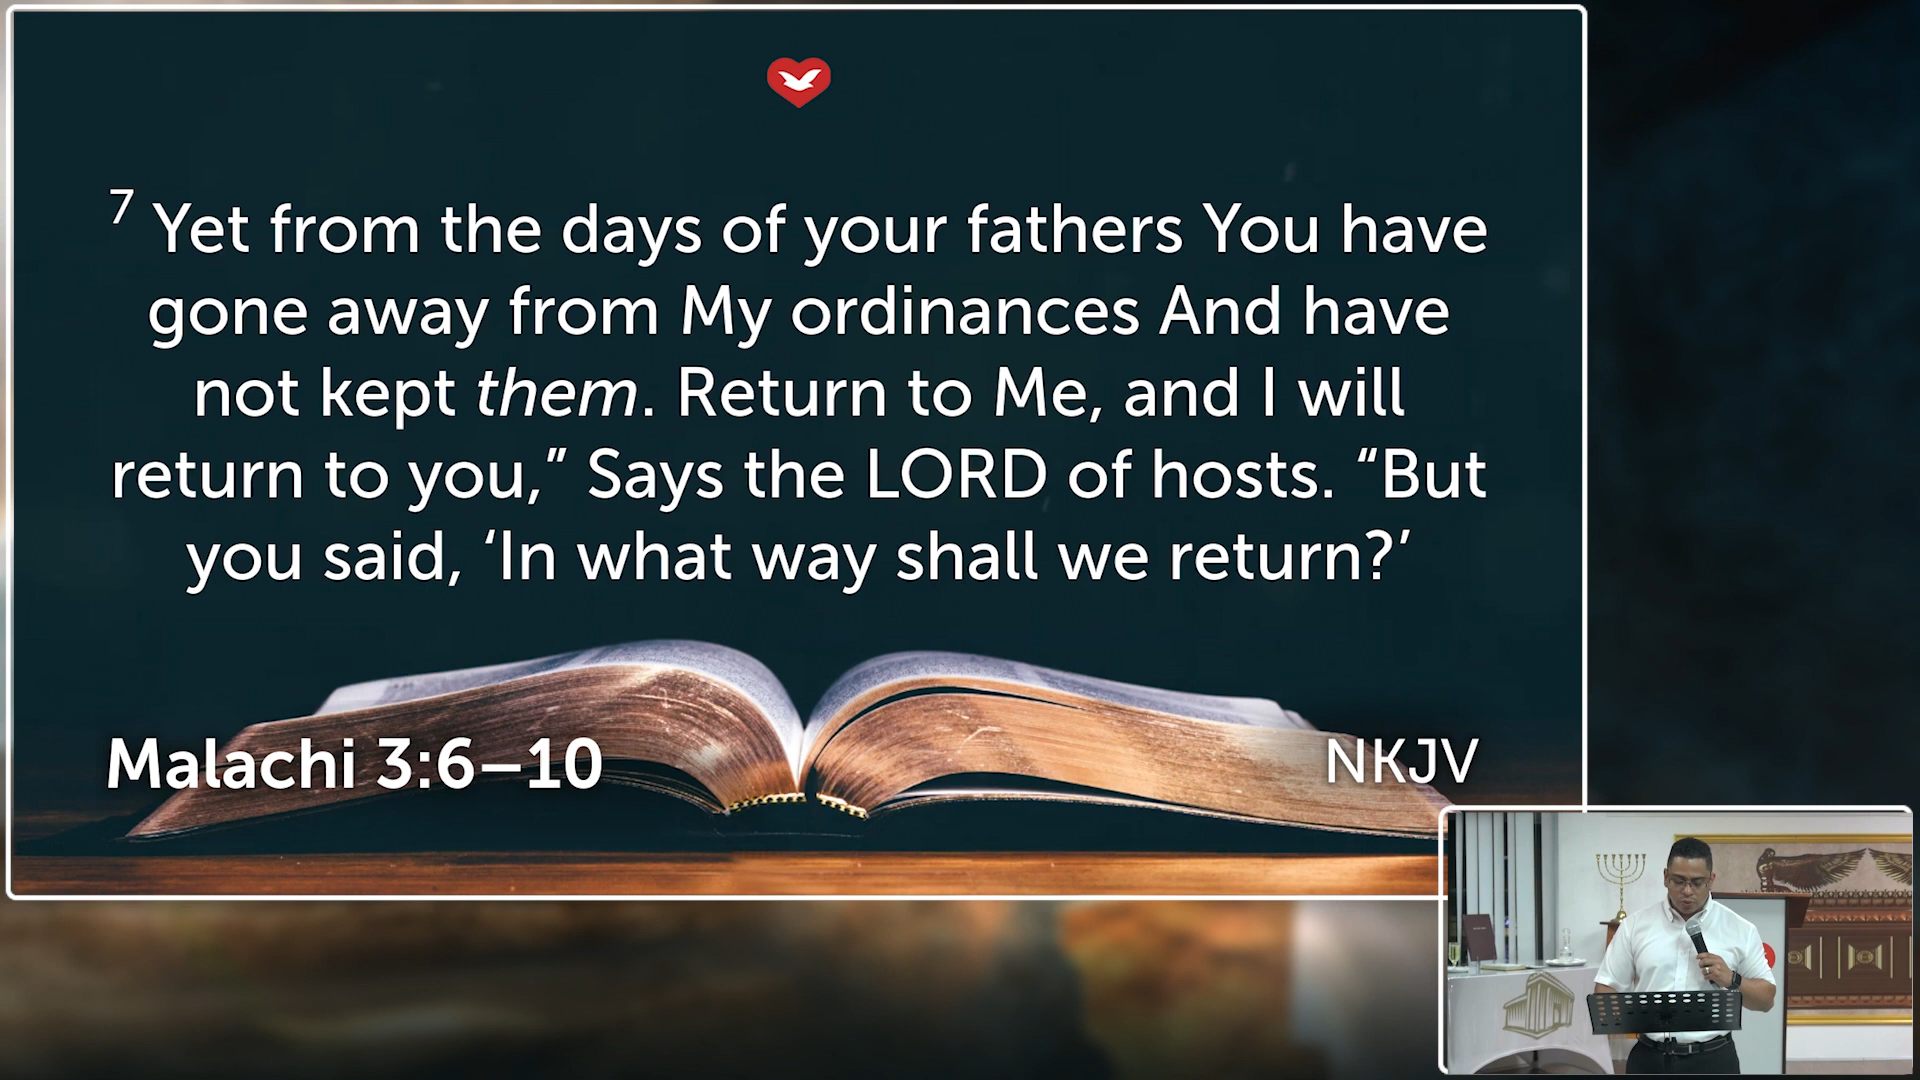 7 Yet from the days of your fathers You have
gone away from My ordinances And have
not kept them. Return to Me, and I will
return to you,” Says the LORD of hosts. “But
you said, ‘In what way shall we return?’
Malachi 3:6–10
NKJV